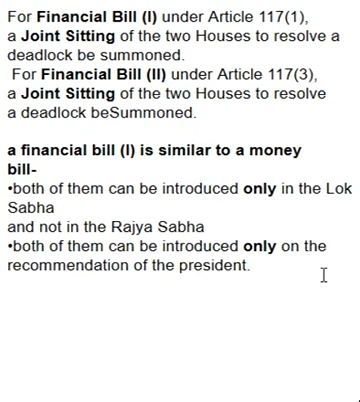 For Financial Bill (I) under Article 117(1),
a Joint Sitting of the two Houses to resolve a
deadlock be summoned.
For Financial Bill (II) under Article 117(3),
a Joint Sitting of the two Houses to resolve
a deadlock beSummoned.
a financial bill (I) is similar to a money
bill-
•both of them can be introduced only in the Lok
Sabha
and not in the Rajya Sabha
•both of them can be introduced only on the
recommendation of the president.